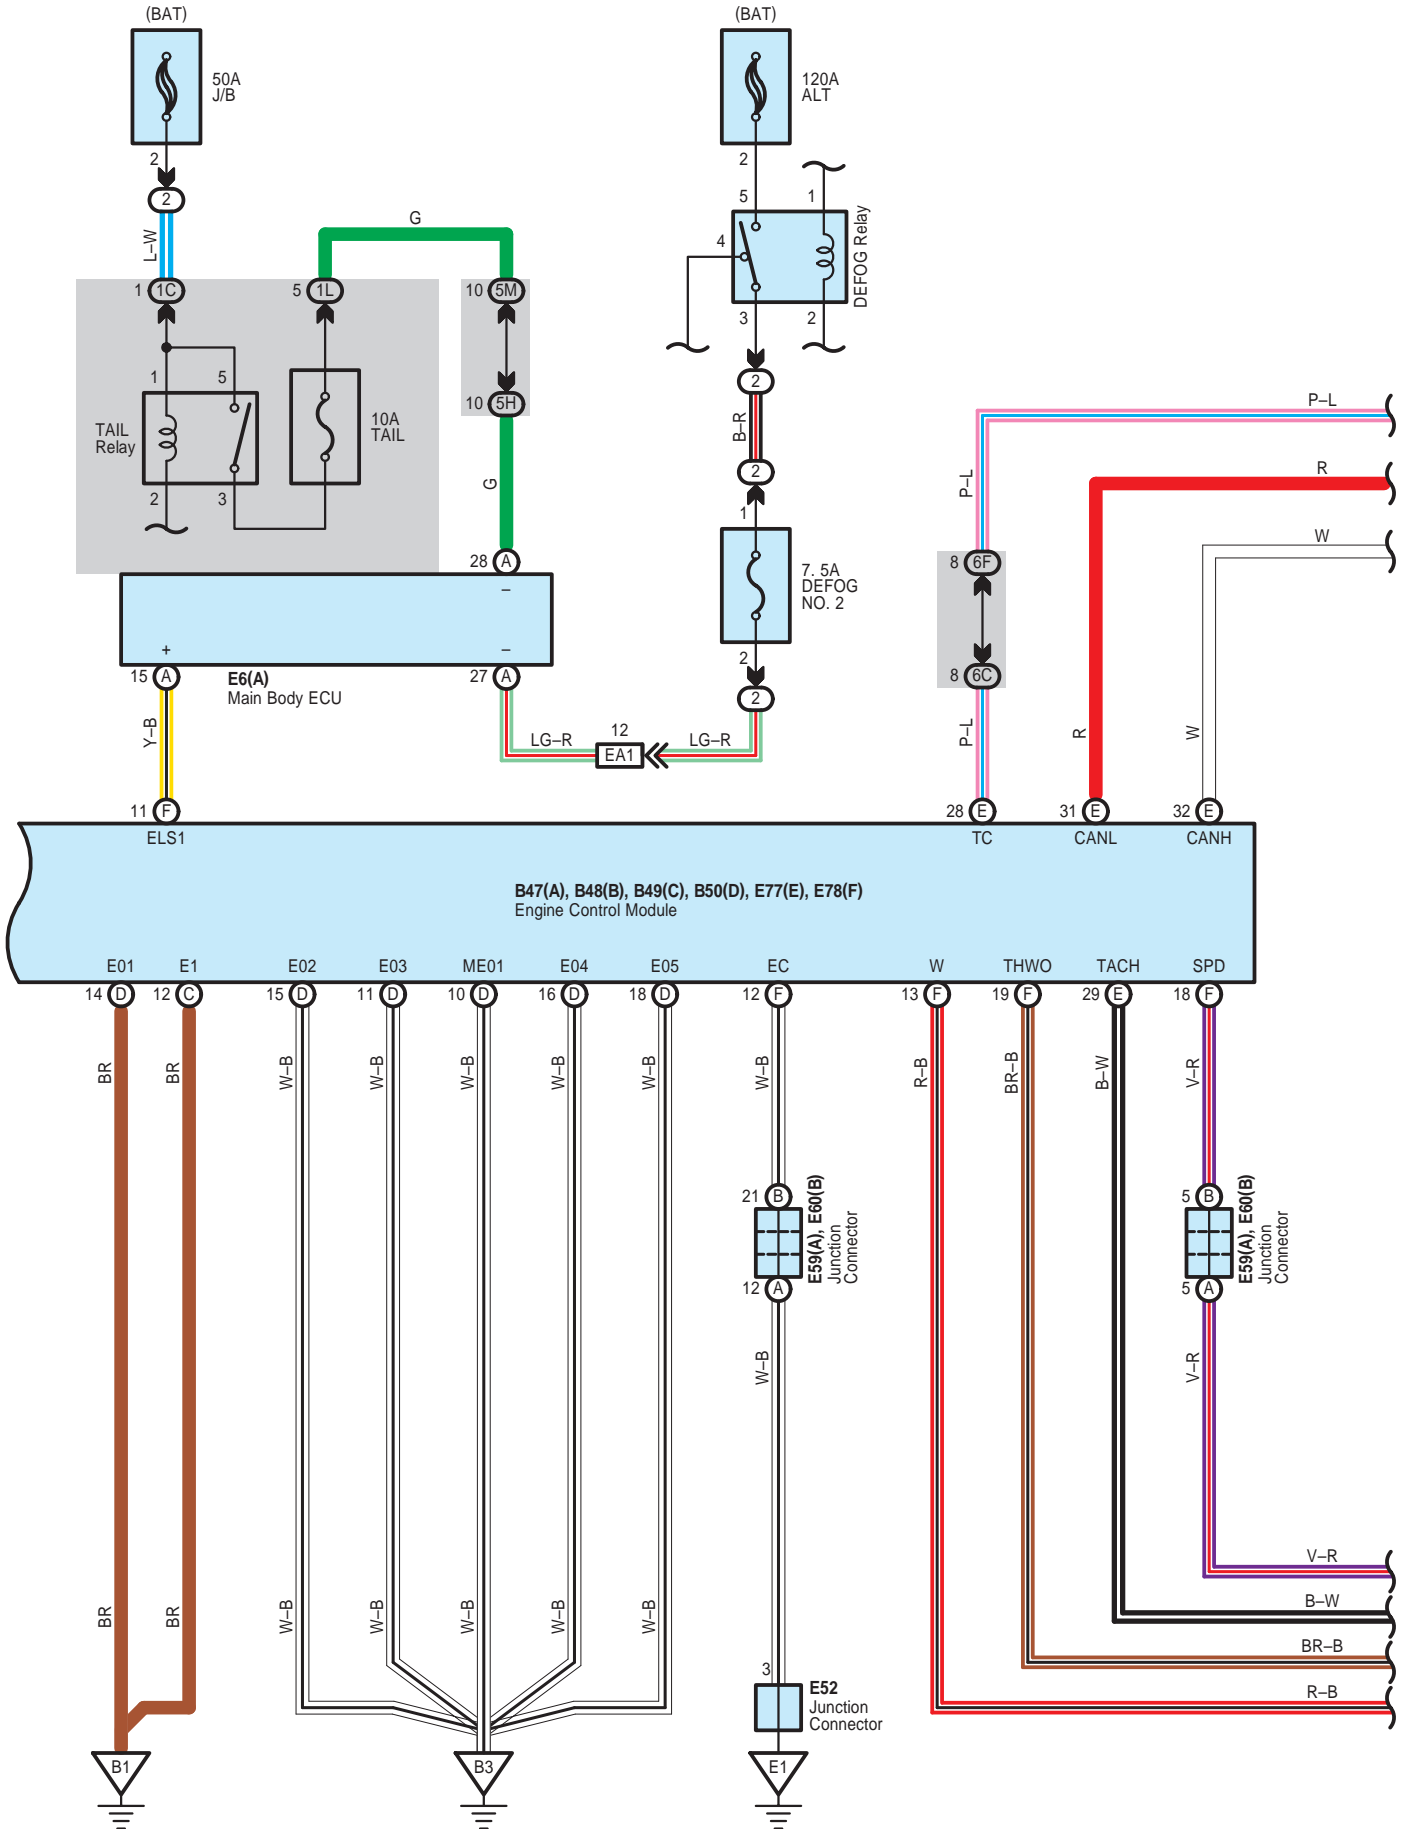 (BAT)
(BAT)
50A
J/B
120A
ALT
2
2
2
5
1
L–W
G
4
DEFOG Relay
1
1C
5
1L
10
5M
3
2
1
5
2
10
5H
P–L
TAIL
Relay
10A
TAIL
B–R
2
R
2
3
G
P–L
1
W
28
A
–
7. 5A
DEFOG
NO. 2
8
6F
+
–
2
15
A
E6(A)
Main Body ECU
27
A
2
8
6C
Y–B
LG–R
12
EA1
LG–R
P–L
R
W
11
F
28
E
31
E
32
E
ELS1
TC
CANL
CANH
B47(A), B48(B), B49(C), B50(D), E77(E), E78(F)
Engine Control Module
E01
E1
E02
E03
ME01
E04
E05
EC
W
THWO
TACH
SPD
14
D
12
C
15
D
11
D
10
D
16
D
18
D
12
F
13
F
19
F
29
E
18
F
BR
BR
W–B
W–B
W–B
W–B
W–B
W–B
R–B
BR–B
B–W
V–R
21
B
E59(A), E60(B)
Junction
Connector
12
A
5
B
E59(A), E60(B)
Junction
Connector
5
A
W–B
V–R
V–R
BR
BR
W–B
W–B
W–B
W–B
W–B
B–W
BR–B
3
E52
Junction
Connector
R–B
B1
B3
E1